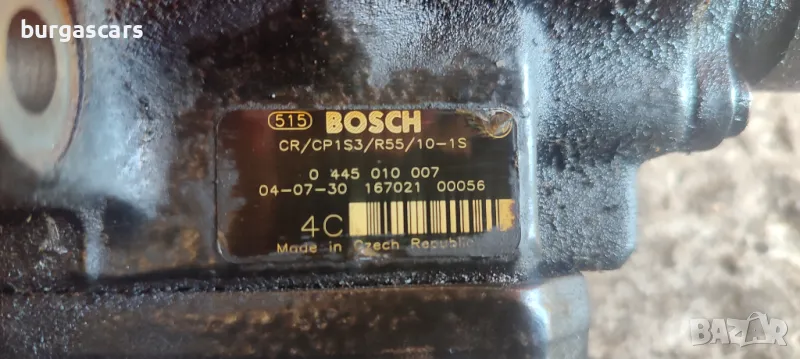 burgascars
515 BOSCH
CR/CP1S3/R55/10-1S
0 445 010 007
04-07-30 167021 00056
4C
Made in Czech Republic
BAZAR